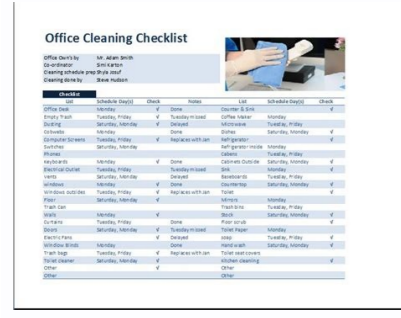 Office Cleaning Checklist
Office Own's by Mr. Adam Smith
Co-ordinator Simi Karton
Cleaning schedule prep Shyla Josuf
Cleaning done by Steve Hudson
Checklist
List Schedule Day(s) Check Notes List Schedule Day(s) Check
Office Desk Monday √ Done Counter & Sink √
Empty Trash Tuesday, Friday √ Tuesday missed Coffee Maker Monday
Dusting Saturday, Monday √ Delayed Microwave Tuesday, Friday
Cobwebs Monday Done Dishes Saturday, Monday √
Computer Screens Tuesday, Friday √ Replaces with Jan Refrigerator √
Switches Saturday, Monday Refrigerator Inside Monday
Phones Cabens Tuesday, Friday
Keyboards Monday √ Done Cabinets Outside Saturday, Monday √
Electrical Outlet Tuesday, Friday Tuesday missed Sink Monday √
Vents Saturday, Monday Delayed Baseboards Tuesday, Friday
Windows Monday √ Done Countertop Saturday, Monday √
Windows outsides Tuesday, Friday √ Replaces with Jan Toilet √
Floor Saturday, Monday √ Mirrors Monday
Trash Can Trash bins Tuesday, Friday
Walls Monday √ Stock Saturday, Monday √
Curtains Tuesday, Friday Done Floor scrub √
Doors Saturday, Monday √ Tuesday missed Toilet Paper Monday
Electric Fans √ Delayed soap Tuesday, Friday √
Window Blinds Monday Done Hand wash Saturday, Monday √
Trash bags Tuesday, Friday √ Replaces with Jan Toilet seat covers
Toilet cleaner Saturday, Monday √ Kitchen cleaning √
Other √ Other
Other Other